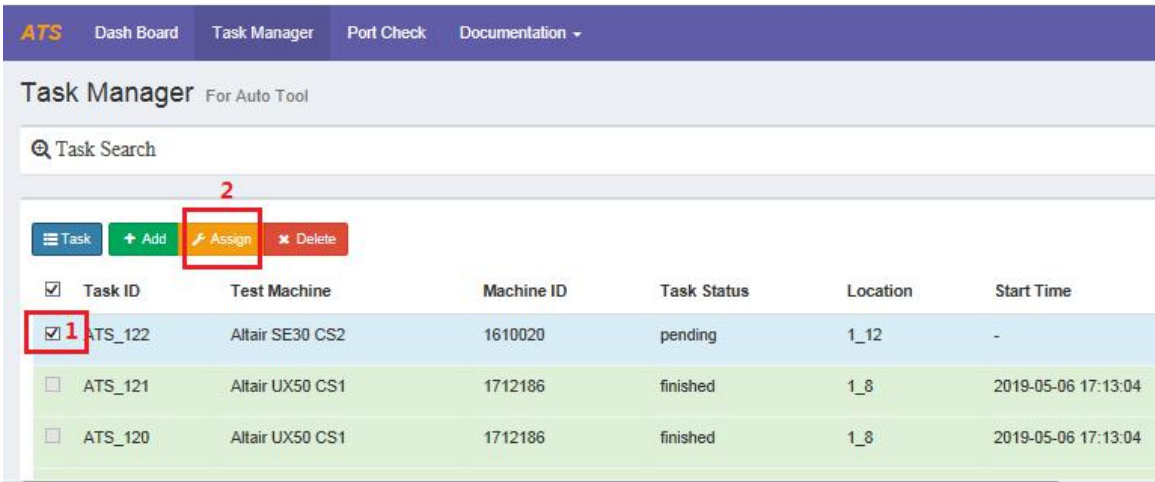 ATS Dash Board Task Manager Port Check Documentation
Task Manager For Auto Tool
Task Search
2
Task Add Assign Delete
Task ID Test Machine Machine ID Task Status Location Start Time
1 ATS_122 Altair SE30 CS2 1610020 pending 1_12 -
ATS_121 Altair UX50 CS1 1712186 finished 1_8 2019-05-06 17:13:04
ATS_120 Altair UX50 CS1 1712186 finished 1_8 2019-05-06 17:13:04